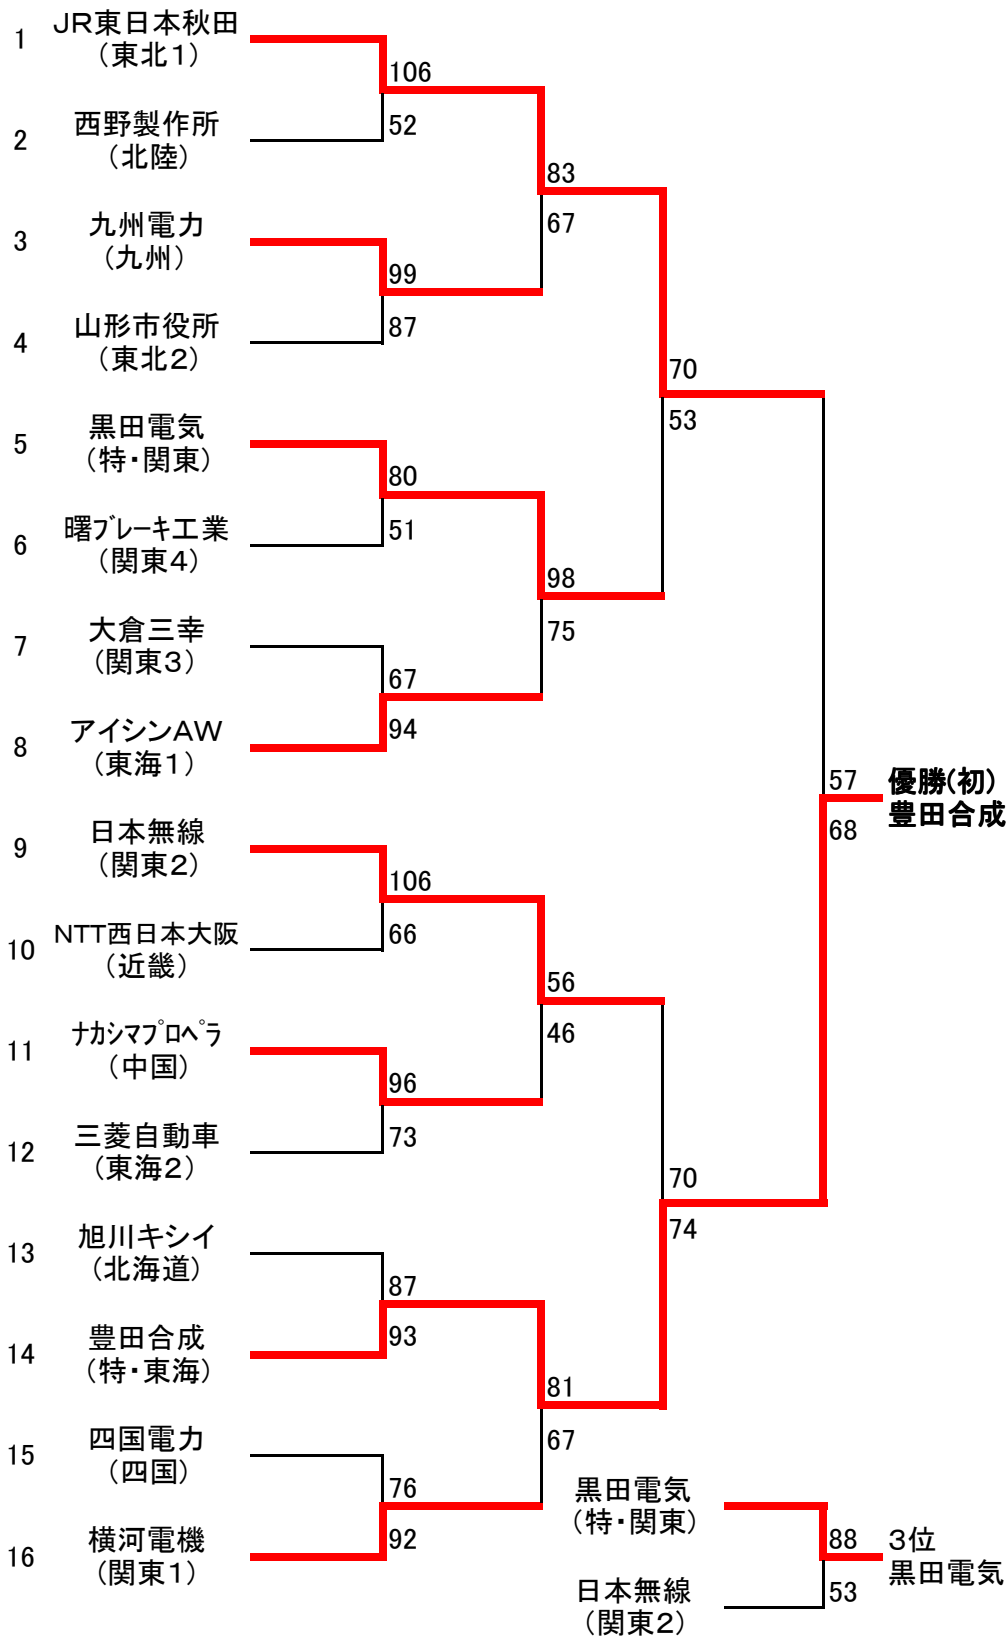 1
JR東日本秋田
(東北1)
106
52
2
西野製作所
(北陸)
83
67
3
九州電力
(九州)
99
87
4
山形市役所
(東北2)
70
53
5
黒田電気
(特・関東)
80
51
6
曙ブレーキ工業
(関東4)
98
75
7
大倉三幸
(関東3)
67
94
8
アイシンAW
(東海1)
57
68
優勝(初)
豊田合成
9
日本無線
(関東2)
106
66
10
NTT西日本大阪
(近畿)
56
46
11
ナカシマプロペラ
(中国)
96
73
12
三菱自動車
(東海2)
70
74
13
旭川キシイ
(北海道)
87
93
14
豊田合成
(特・東海)
81
67
15
四国電力
(四国)
76
92
16
横河電機
(関東1)
黒田電気
(特・関東)
88
53
3位
黒田電気
日本無線
(関東2)